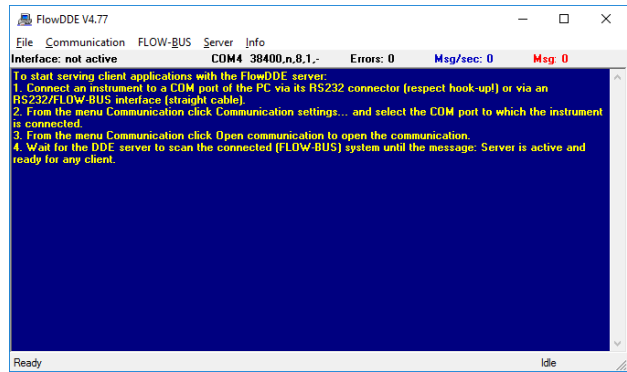 FlowDDE V4.77
File Communication FLOW-BUS Server Info
Interface: not active COM4 38400,n,8,1,- Errors: 0 Msg/sec: 0 Msg: 0
To start serving client applications with the FlowDDE server:
1. Connect an instrument to a COM port of the PC via its RS232 connector (respect hook-up!) or via an
RS232/FLOW-BUS interface (straight cable).
2. From the menu Communication click Communication settings... and select the COM port to which the instrument
is connected.
3. From the menu Communication click Open communication to open the communication.
4. Wait for the DDE server to scan the connected (FLOW-BUS) system until the message: Server is active and
ready for any client.
Ready Idle